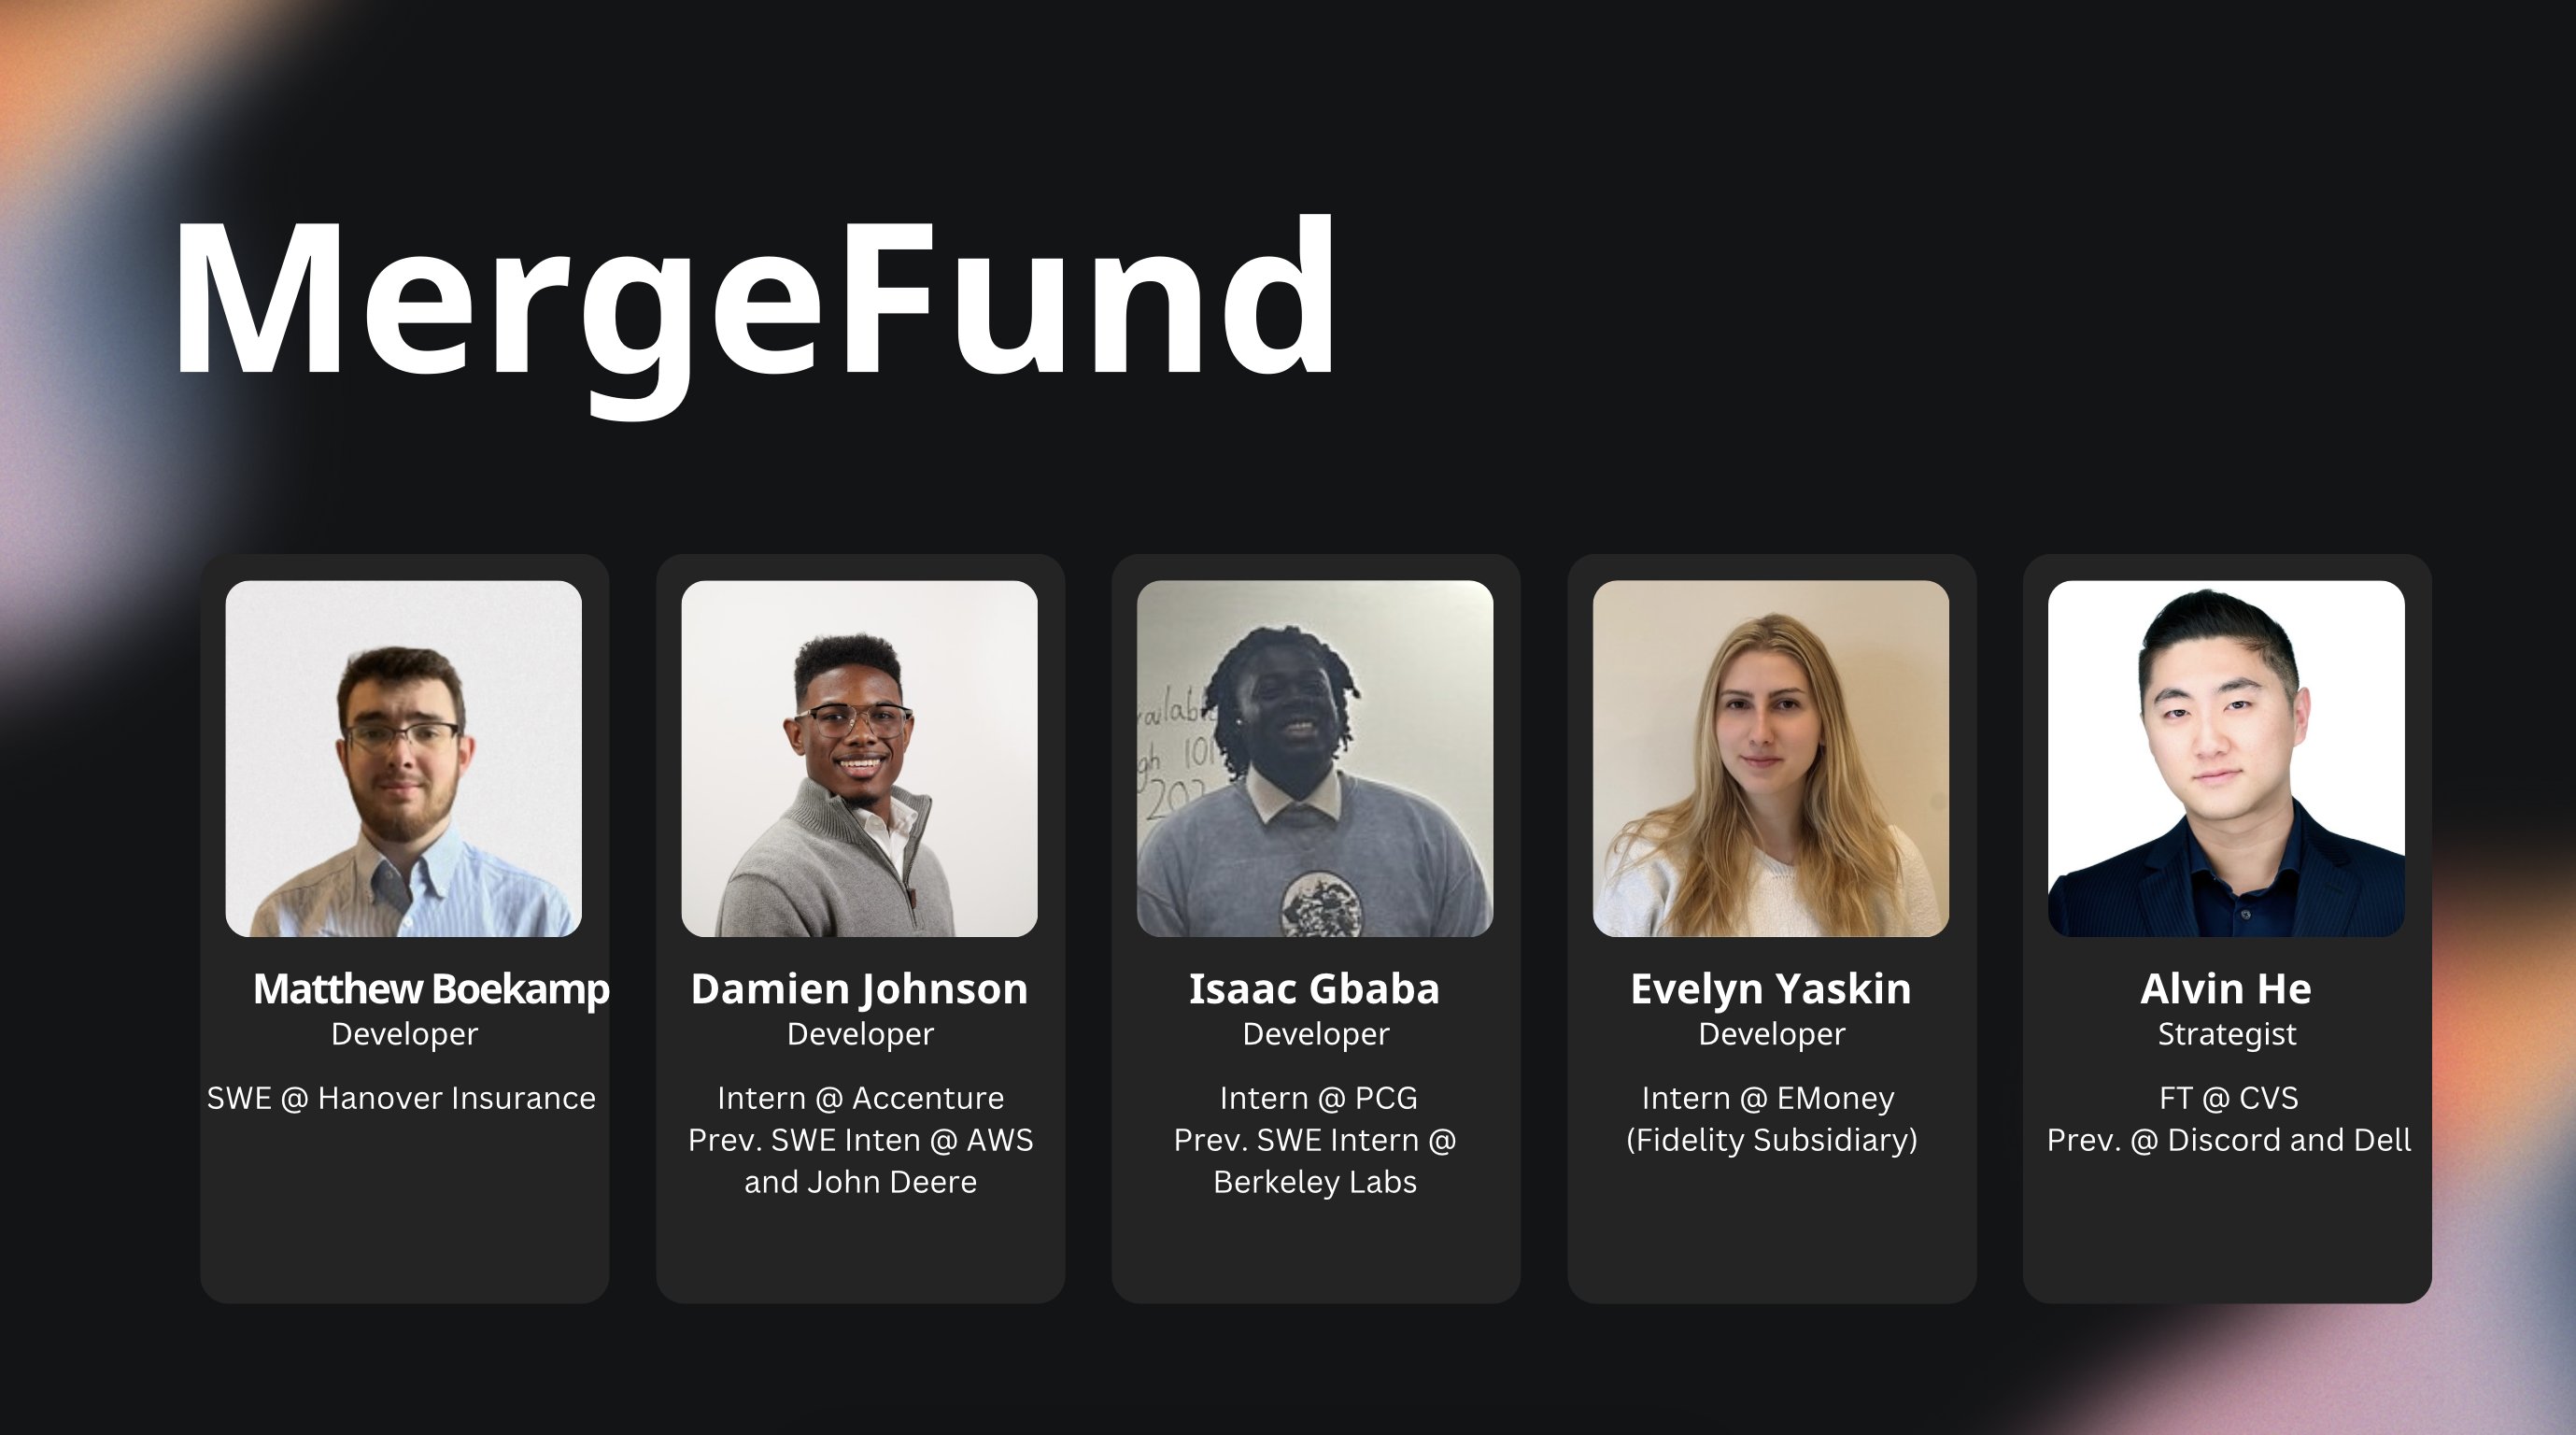 MergeFund
Matthew Boekamp
Developer
SWE @ Hanover Insurance
Damien Johnson
Developer
Intern @ Accenture
Prev. SWE Inten @ AWS
and John Deere
Isaac Gbaba
Developer
Intern @ PCG
Prev. SWE Intern @
Berkeley Labs
Evelyn Yaskin
Developer
Intern @ EMoney
(Fidelity Subsidiary)
Alvin He
Strategist
FT @ CVS
Prev. @ Discord and Dell